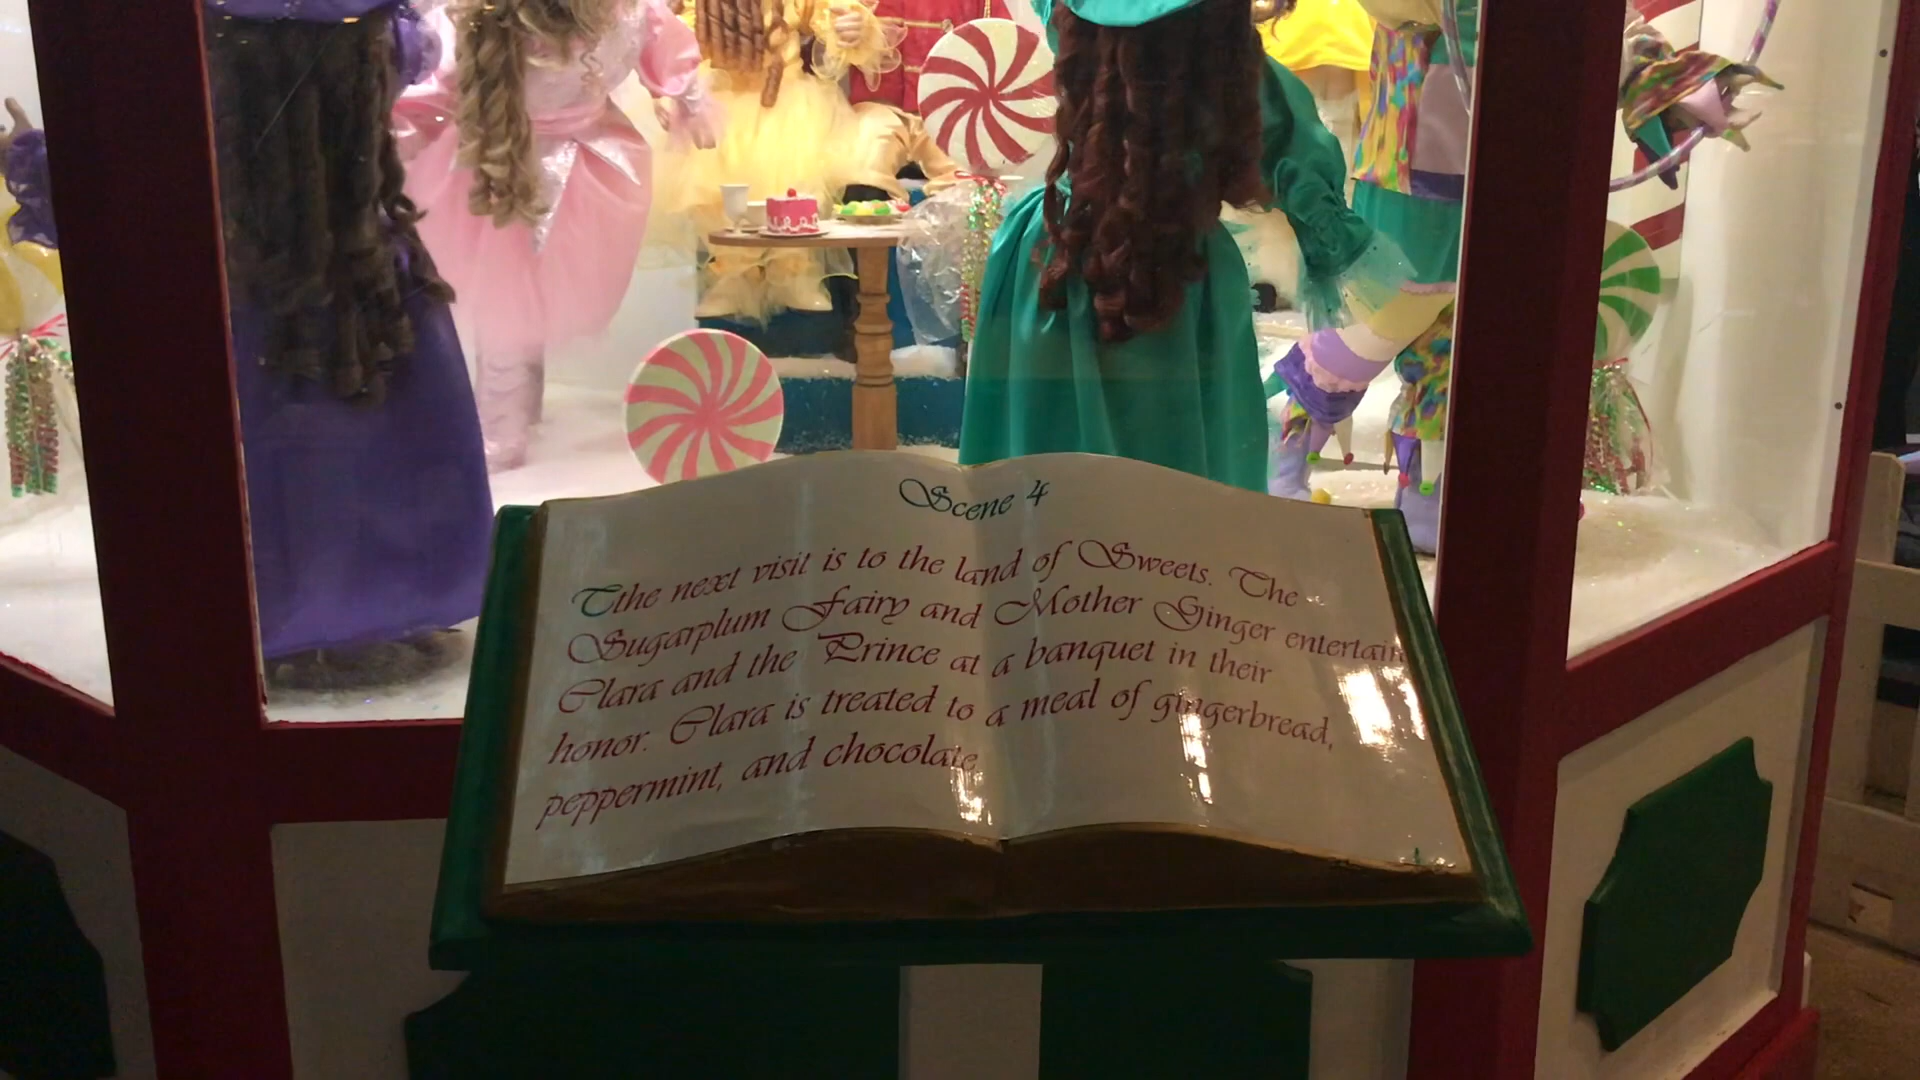 Scene 4
Tthe next visit is to the land of Sweets. The
Sugarplum Fairy and Mother Ginger entertain
Clara and the Prince at a banquet in their
honor. Clara is treated to a meal of gingerbread,
peppermint, and chocolate.